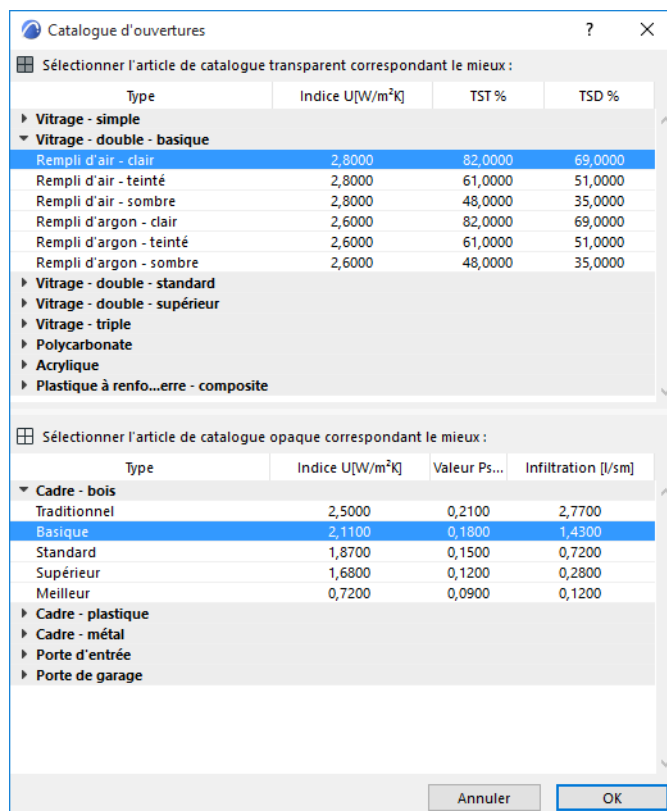 Catalogue d'ouvertures ?
Sélectionner l'article de catalogue transparent correspondant le mieux :
Type Indice U[W/m²K] TST % TSD %
Vitrage - simple
Vitrage - double - basique
Rempli d'air - clair 2,8000 82,0000 69,0000
Rempli d'air - teinté 2,8000 61,0000 51,0000
Rempli d'air - sombre 2,8000 48,0000 35,0000
Rempli d'argon - clair 2,6000 82,0000 69,0000
Rempli d'argon - teinté 2,6000 61,0000 51,0000
Rempli d'argon - sombre 2,6000 48,0000 35,0000
Vitrage - double - standard
Vitrage - double - supérieur
Vitrage - triple
Polycarbonate
Acrylique
Plastique à renfo...erre - composite
Sélectionner l'article de catalogue opaque correspondant le mieux :
Type Indice U[W/m²K] Valeur Ps... Infiltration [l/sm]
Cadre - bois
Traditionnel 2,5000 0,2100 2,7700
Basique 2,1100 0,1800 1,4300
Standard 1,8700 0,1500 0,7200
Supérieur 1,6800 0,1200 0,2800
Meilleur 0,7200 0,0900 0,1200
Cadre - plastique
Cadre - métal
Porte d'entrée
Porte de garage
Annuler OK